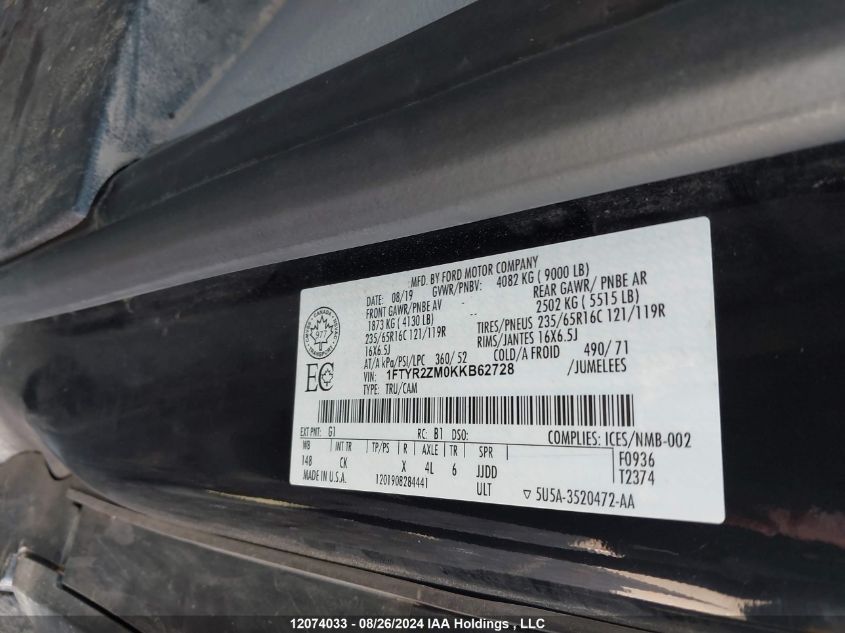 MFD. BY FORD MOTOR COMPANY
DATE: 08/19 GVWR/PNBV: 4082 KG ( 9000 LB)
FRONT GAWR/PNBE AV REAR GAWR/ PNBE AR
1873 KG ( 4130 LB) 2502 KG ( 5515 LB)
235/65R16C 121/119R TIRES/PNEUS 235/65R16C 121/119R
16X6.5J RIMS/JANTES 16X6.5J
AT/A kPa/PSI/LPC 360/ 52 COLD/A FROID 490/ 71
VIN: 1FTYR2ZM0KKB62728 /JUMELEES
TYPE: TRU/CAM
CANADA
977
TRANSPORT
EC
EXT PNT: G1 RC: B1 DSO: COMPLIES: ICES/NMB-002
WB INT TR TP/PS R AXLE TR SPR F0936
148 CK X 4L 6 JJDD T2374
MADE IN U.S.A. 1201908284441 ULT ▽ 5U5A-3520472-AA
12074033 - 08/26/2024 IAA Holdings , LLC